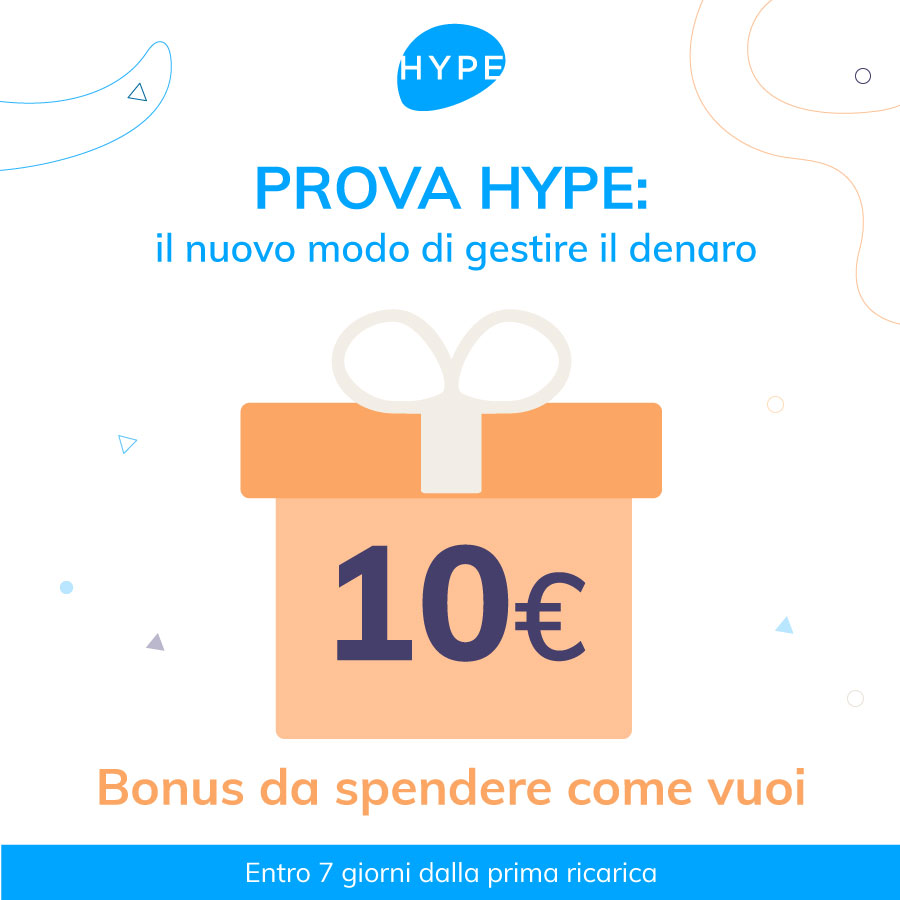 HYPE
PROVA HYPE:
il nuovo modo di gestire il denaro
10€
Bonus da spendere come vuoi
Entro 7 giorni dalla prima ricarica